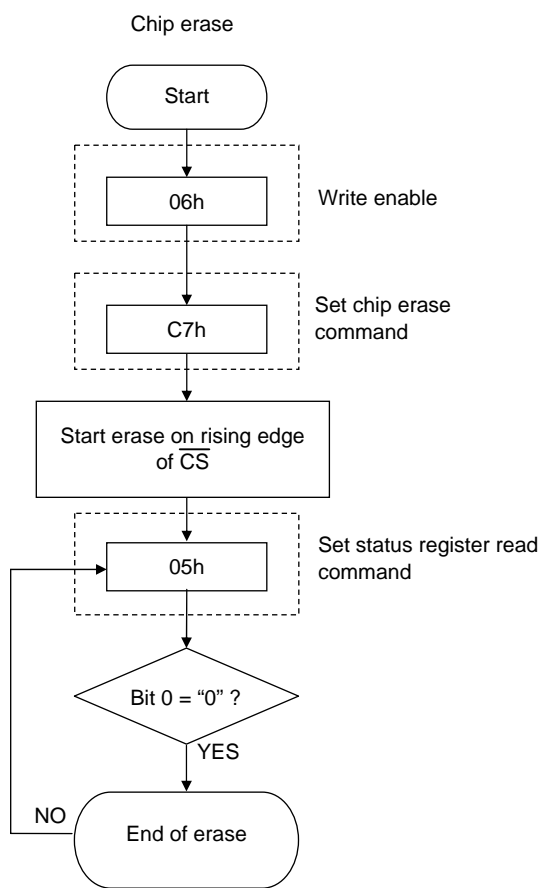 Chip erase
Start
06h
Write enable
C7h
Set chip erase
command
Start erase on rising edge
of C̅S̅
05h
Set status register read
command
Bit 0 = “0” ?
YES
NO
End of erase